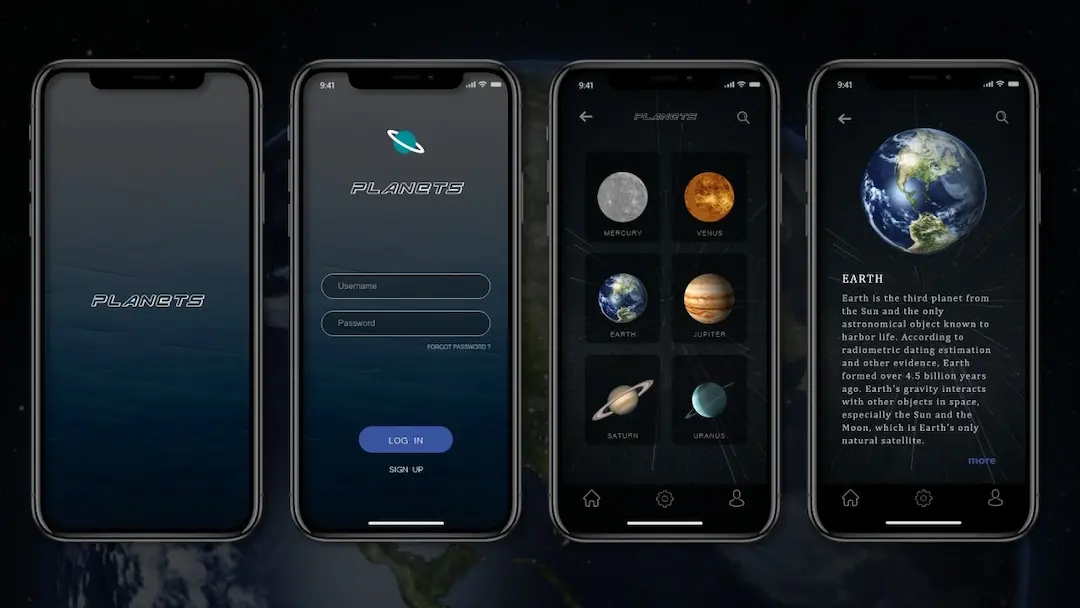 PLANETS
9:41
PLANETS
Username
Password
FORGOT PASSWORD ?
LOG IN
SIGN UP
9:41
PLANETS
MERCURY
VENUS
EARTH
JUPITER
SATURN
URANUS
9:41
EARTH
Earth is the third planet from
the Sun and the only
astronomical object known to
harbor life. According to
radiometric dating estimation
and other evidence, Earth
formed over 4.5 billion years
ago. Earth's gravity interacts
with other objects in space,
especially the Sun and the
Moon, which is Earth's only
natural satellite.
more